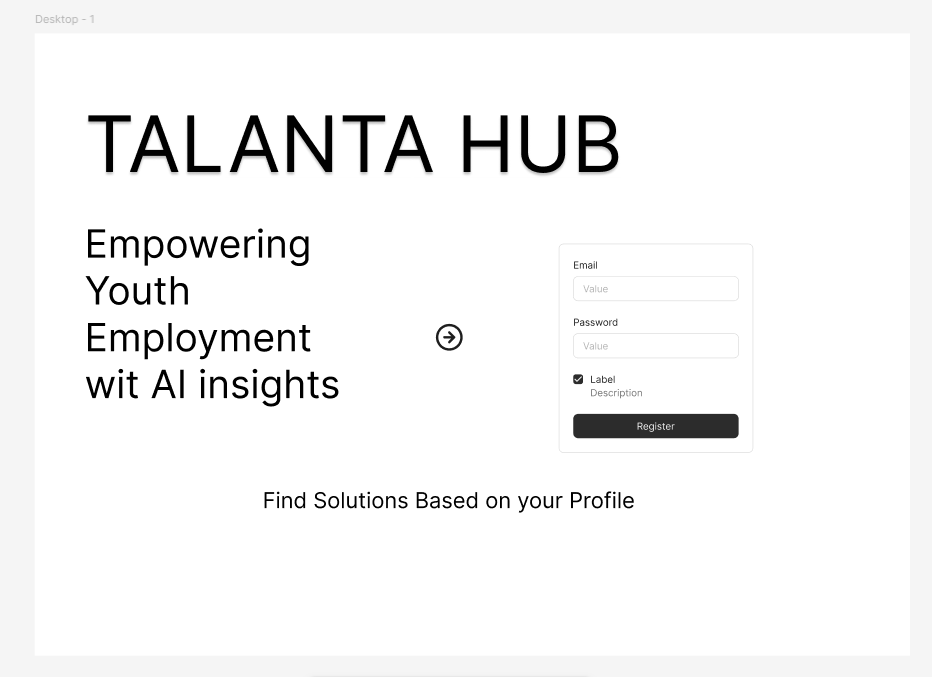 Desktop - 1
TALANTA HUB
Empowering
Youth
Employment
wit AI insights
Email
Value
Password
Value
Label
Description
Register
Find Solutions Based on your Profile